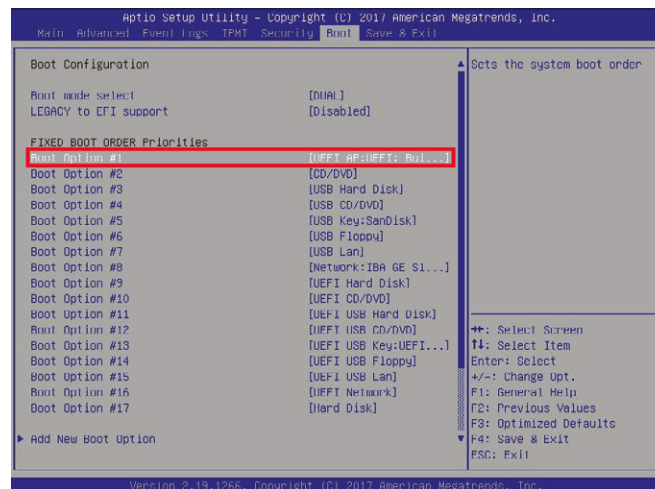 Aptio Setup Utility – Copyright (C) 2017 American Megatrends, Inc.
Main Advanced Event Logs IPMI Security Boot Save & Exit
Boot Configuration
Boot mode select [DUAL]
LEGACY to EFI support [Disabled]
FIXED BOOT ORDER Priorities
Boot Option #1 [UEFI AP:UEFI: Bui...]
Boot Option #2 [CD/DVD]
Boot Option #3 [USB Hard Disk]
Boot Option #4 [USB CD/DVD]
Boot Option #5 [USB Key:SanDisk]
Boot Option #6 [USB Floppy]
Boot Option #7 [USB Lan]
Boot Option #8 [Network:IBA GE Sl...]
Boot Option #9 [UEFI Hard Disk]
Boot Option #10 [UEFI CD/DVD]
Boot Option #11 [UEFI USB Hard Disk]
Boot Option #12 [UEFI USB CD/DVD]
Boot Option #13 [UEFI USB Key:UEFI...]
Boot Option #14 [UEFI USB Floppy]
Boot Option #15 [UEFI USB Lan]
Boot Option #16 [UEFI Network]
Boot Option #17 [Hard Disk]
▶ Add New Boot Option
Sets the system boot order
→←: Select Screen
↑↓: Select Item
Enter: Select
+/-: Change Opt.
F1: General Help
F2: Previous Values
F3: Optimized Defaults
F4: Save & Exit
ESC: Exit
Version 2.19.1266. Copyright (C) 2017 American Megatrends, Inc.